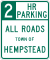 2 HR
PARKING
ALL ROADS
TOWN OF
HEMPSTEAD